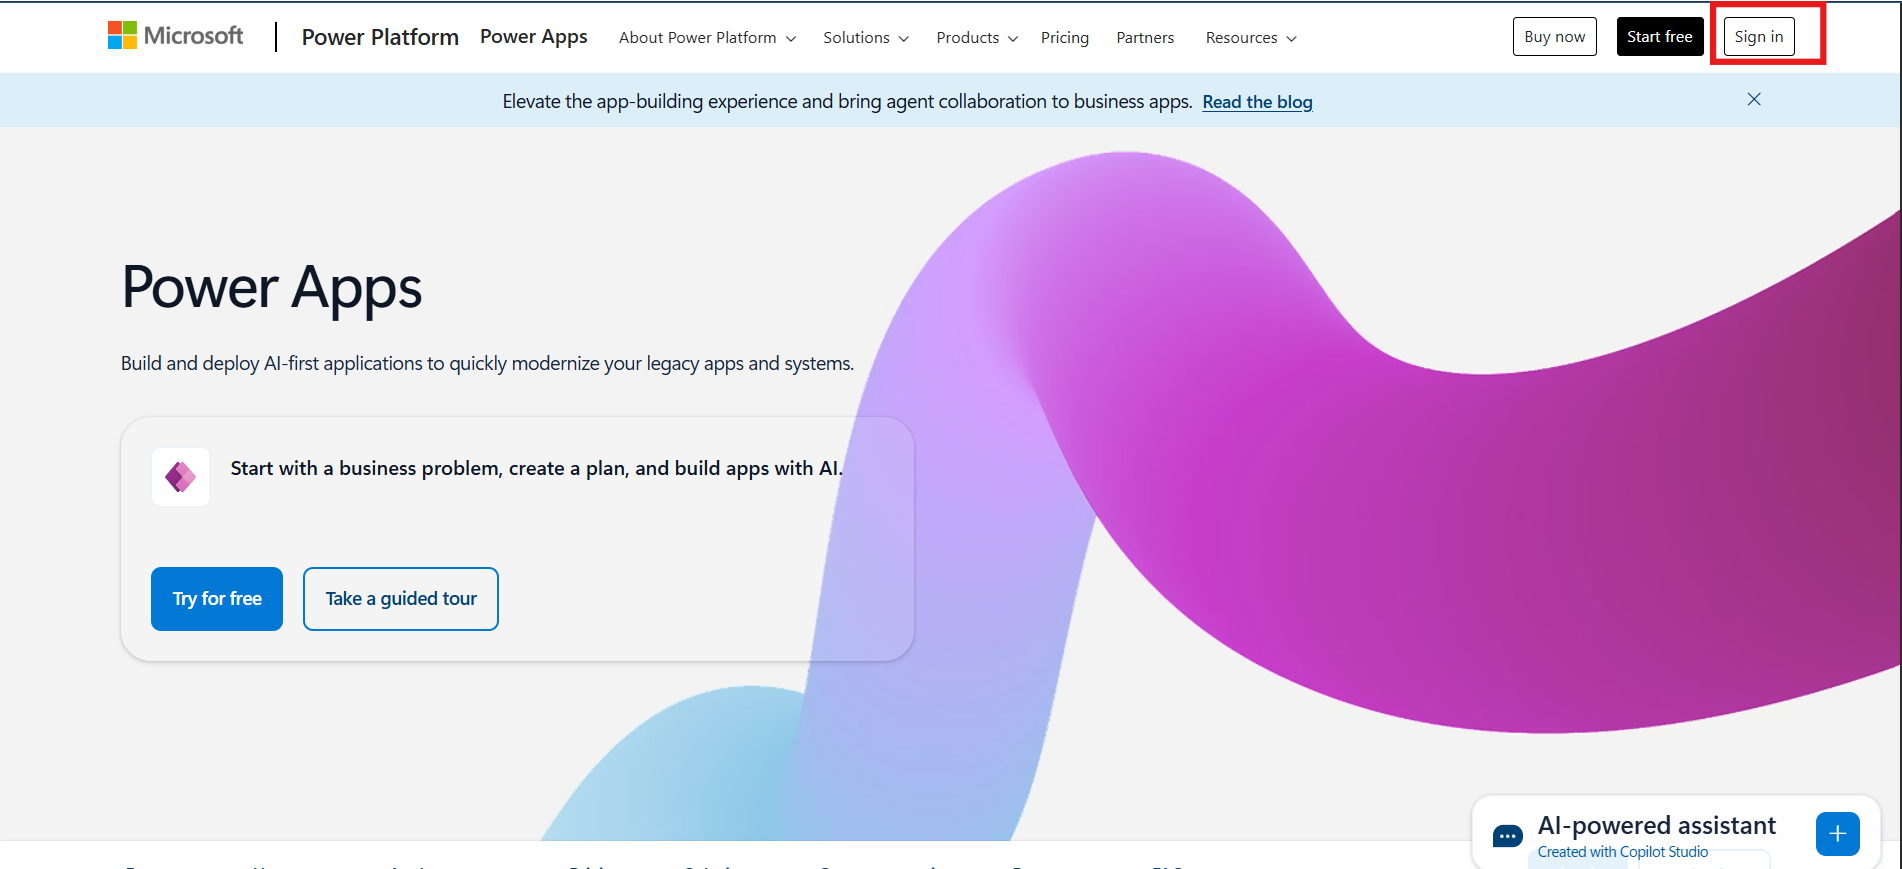 Microsoft Power Platform Power Apps About Power Platform Solutions Products Pricing Partners Resources Buy now Start free Sign in
Elevate the app-building experience and bring agent collaboration to business apps. Read the blog
Power Apps
Build and deploy AI-first applications to quickly modernize your legacy apps and systems.
Start with a business problem, create a plan, and build apps with AI.
Try for free Take a guided tour
AI-powered assistant
Created with Copilot Studio